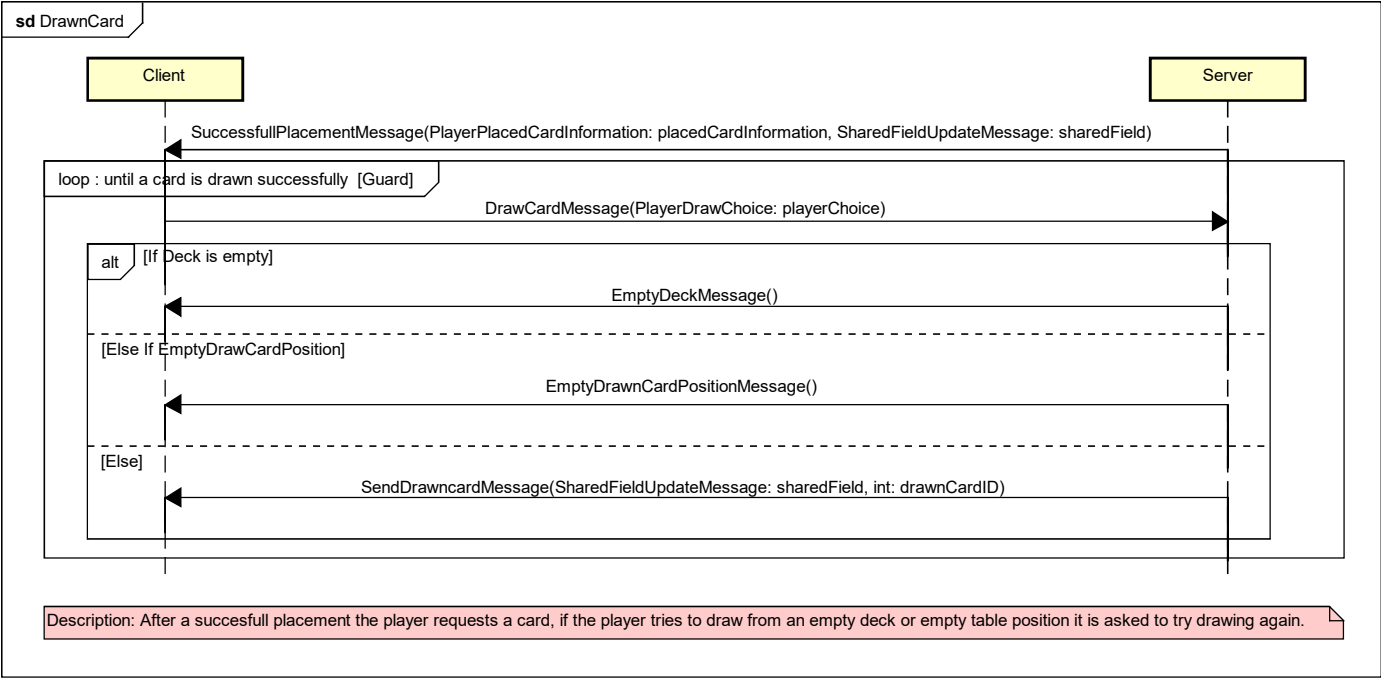 sd DrawnCard
Client
Server
SuccessfullPlacementMessage(PlayerPlacedCardInformation: placedCardInformation, SharedFieldUpdateMessage: sharedField)
loop : until a card is drawn successfully [Guard]
DrawCardMessage(PlayerDrawChoice: playerChoice)
alt
[If Deck is empty]
EmptyDeckMessage()
[Else If EmptyDrawCardPosition]
EmptyDrawnCardPositionMessage()
[Else]
SendDrawncardMessage(SharedFieldUpdateMessage: sharedField, int: drawnCardID)
Description: After a succesfull placement the player requests a card, if the player tries to draw from an empty deck or empty table position it is asked to try drawing again.